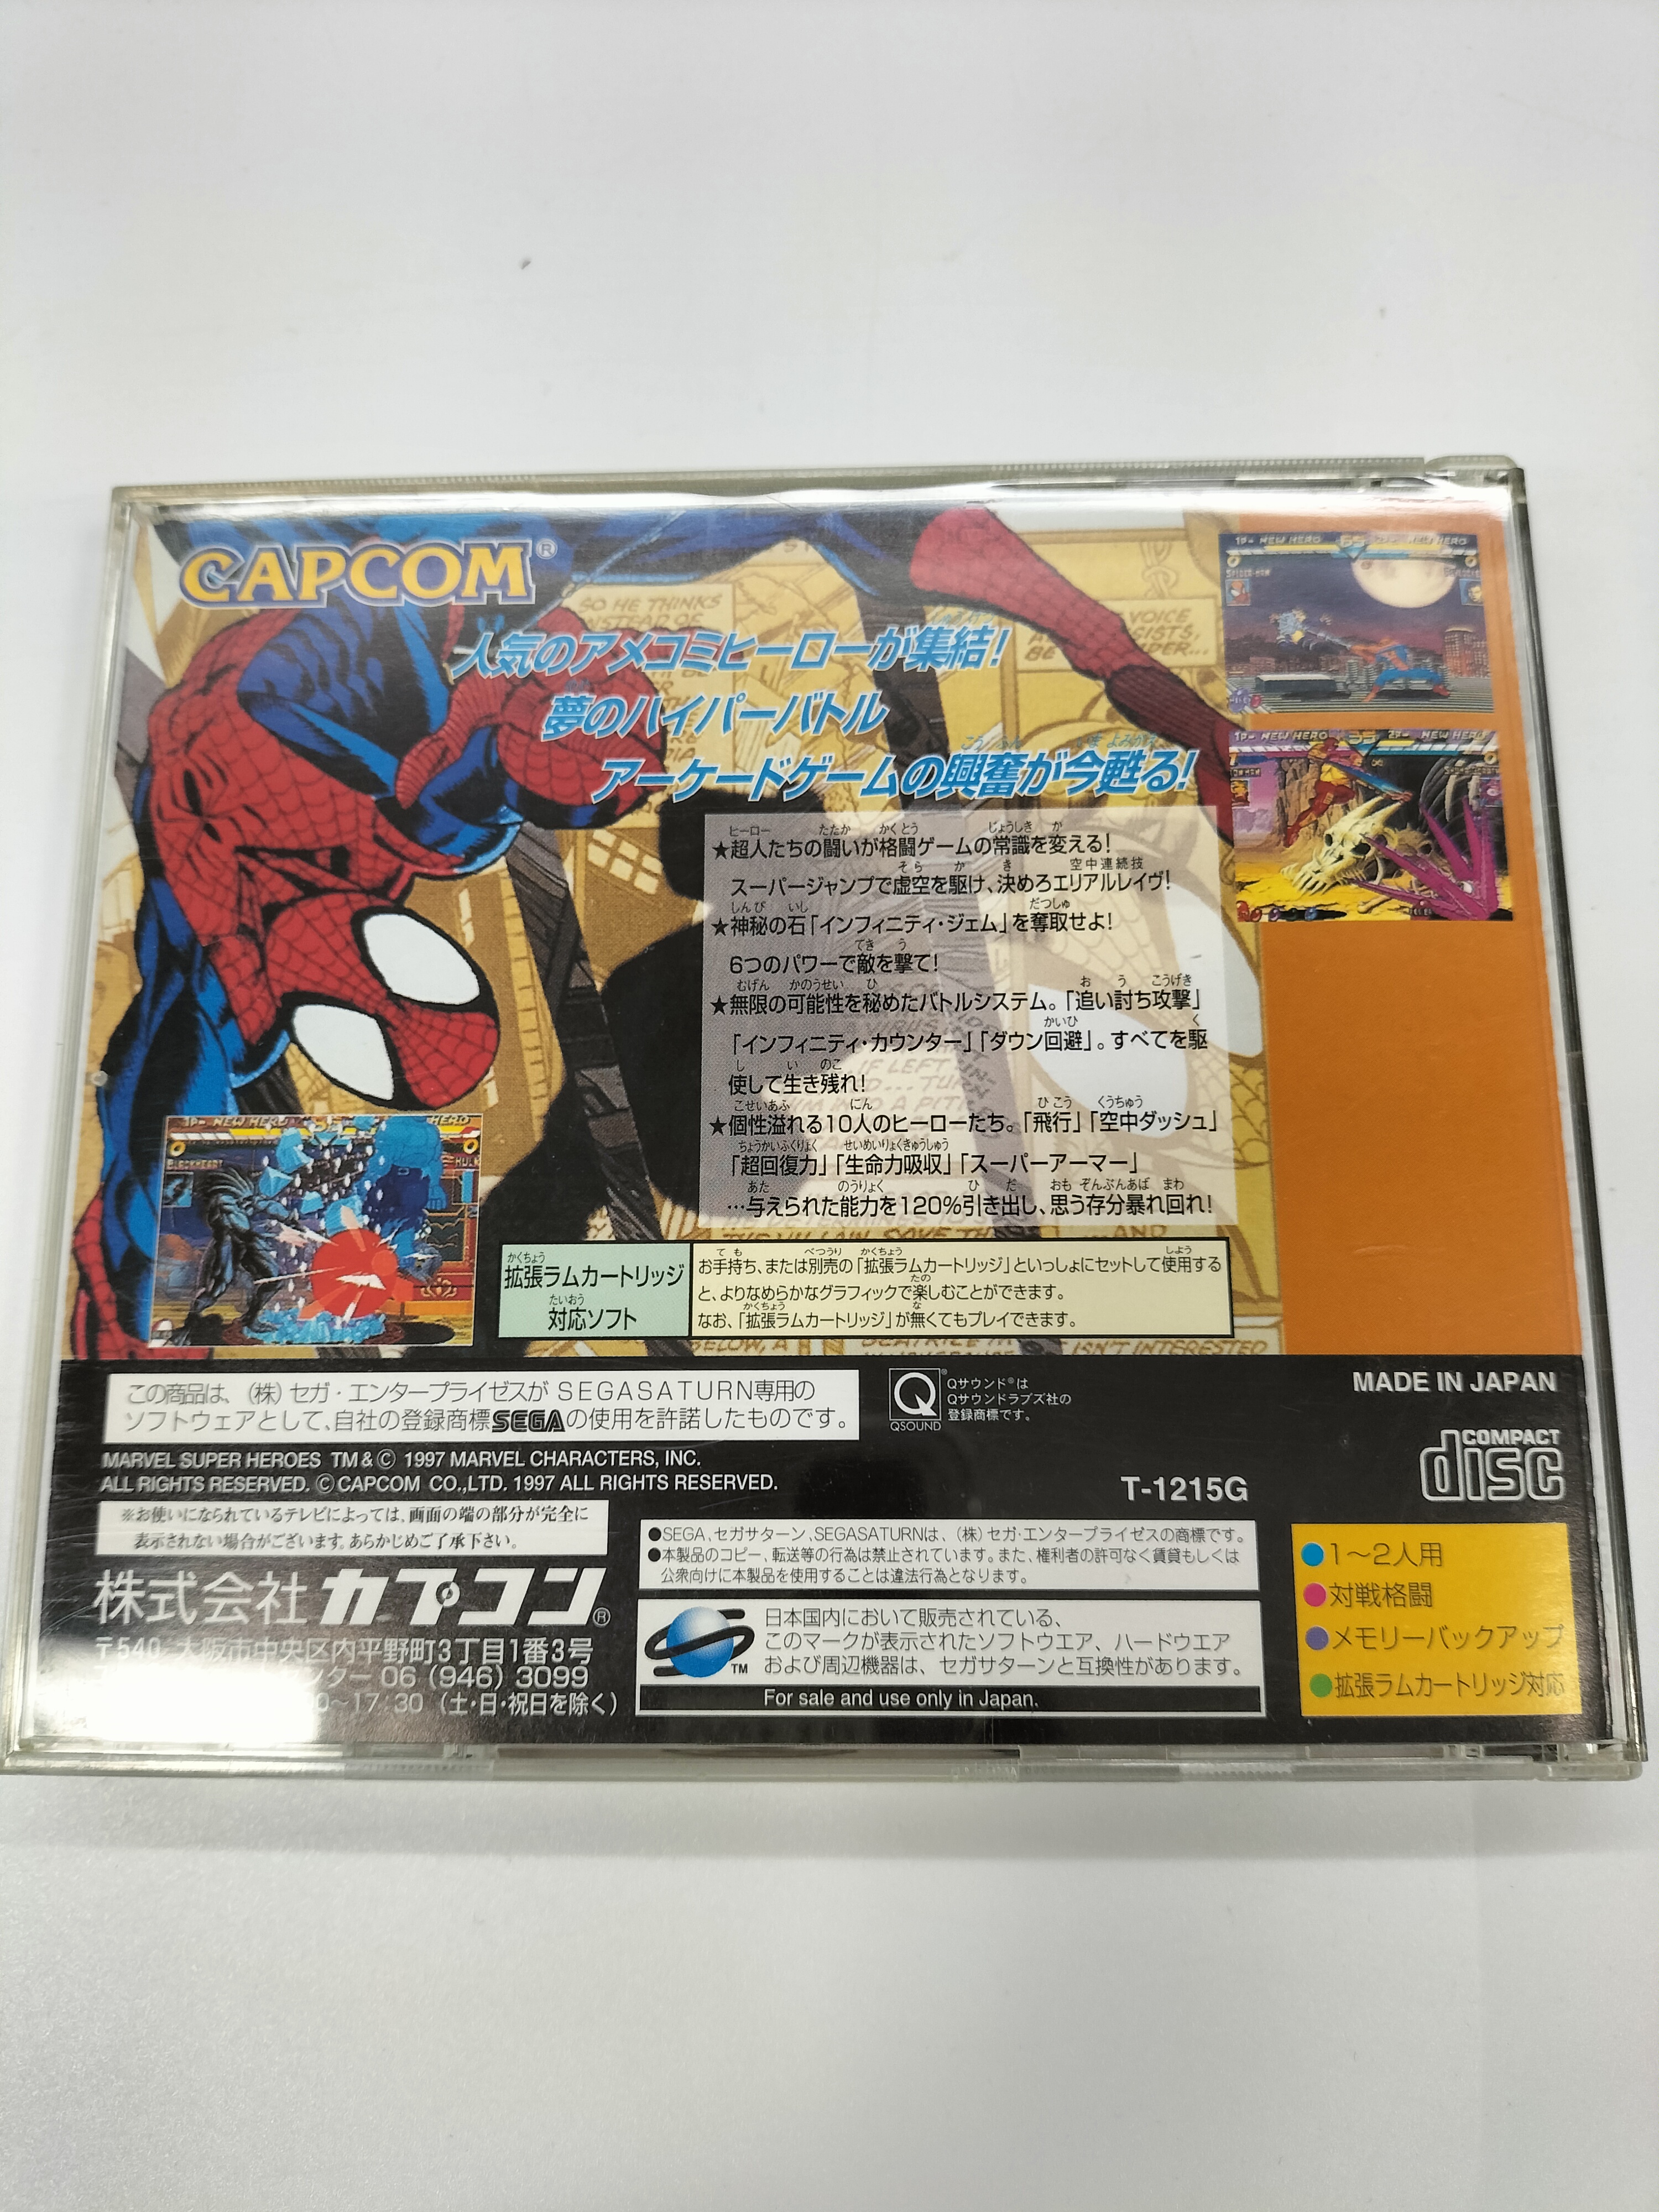 CAPCOM®
人気のアメコミヒーローが集結!
夢のハイパーバトル
アーケードゲームの興奮が今甦る!
★超人たちの闘いが格闘ゲームの常識を変える!
スーパージャンプで虚空を駆け、決めろエリアルレイヴ!
★神秘の石「インフィニティ・ジェム」を奪取せよ!
6つのパワーで敵を撃て!
★無限の可能性を秘めたバトルシステム。「追い討ち攻撃」
「インフィニティ・カウンター」「ダウン回避」。すべてを駆
使して生き残れ!
★個性溢れる10人のヒーローたち。「飛行」「空中ダッシュ」
「超回復力」「生命力吸収」「スーパーアーマー」
…与えられた能力を120%引き出し、思う存分暴れ回れ!
拡張ラムカートリッジ
対応ソフト
お手持ち、または別売の「拡張ラムカートリッジ」といっしょにセットして使用する
と、よりなめらかなグラフィックで楽しむことができます。
なお、「拡張ラムカートリッジ」が無くてもプレイできます。
この商品は、(株)セガ・エンタープライゼスがSEGASATURN専用の
ソフトウェアとして、自社の登録商標SEGAの使用を許諾したものです。
QSOUND
Qサウンド®は
Qサウンドラブズ社の
登録商標です。
MADE IN JAPAN
MARVEL SUPER HEROES TM&© 1997 MARVEL CHARACTERS, INC.
ALL RIGHTS RESERVED. ©CAPCOM CO.,LTD. 1997 ALL RIGHTS RESERVED.
T-1215G
COMPACT
disc
※お使いになられているテレビによっては、画面の端の部分が完全に
表示されない場合がございます。あらかじめご了承下さい。
株式会社カプコン®
〒540 大阪市中央区内平野町3丁目1番3号
ンター 06(946)3099
0〜17:30(土・日・祝日を除く)
●SEGA、セガサターン、SEGASATURNは、(株)セガ・エンタープライゼスの商標です。
●本製品のコピー、転送等の行為は禁止されています。また、権利者の許可なく賃貸もしくは
公衆向けに本製品を使用することは違法行為となります。
日本国内において販売されている、
このマークが表示されたソフトウエア、ハードウエア
および周辺機器は、セガサターンと互換性があります。
TM
For sale and use only in Japan.
●1〜2人用
●対戦格闘
●メモリーバックアップ
●拡張ラムカートリッジ対応